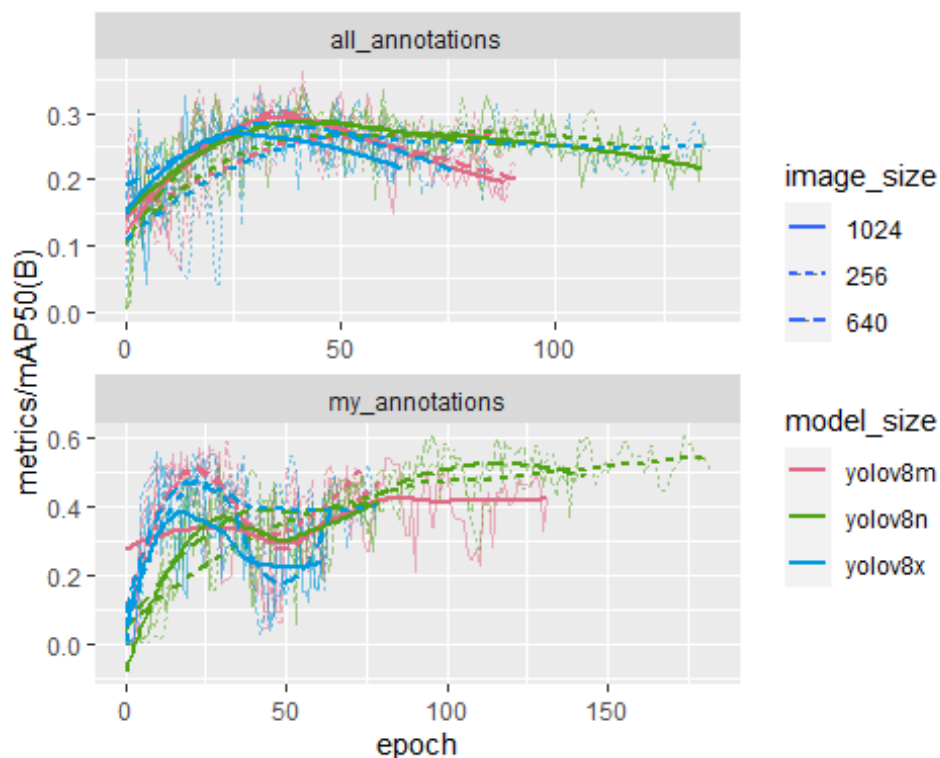 all_annotations
0.3
0.2
0.1
0.0
0 50 100
my_annotations
0.6
0.4
0.2
0.0
0 50 100 150
epoch
metrics/mAP50(B)
image_size
1024
256
640
model_size
yolov8m
yolov8n
yolov8x